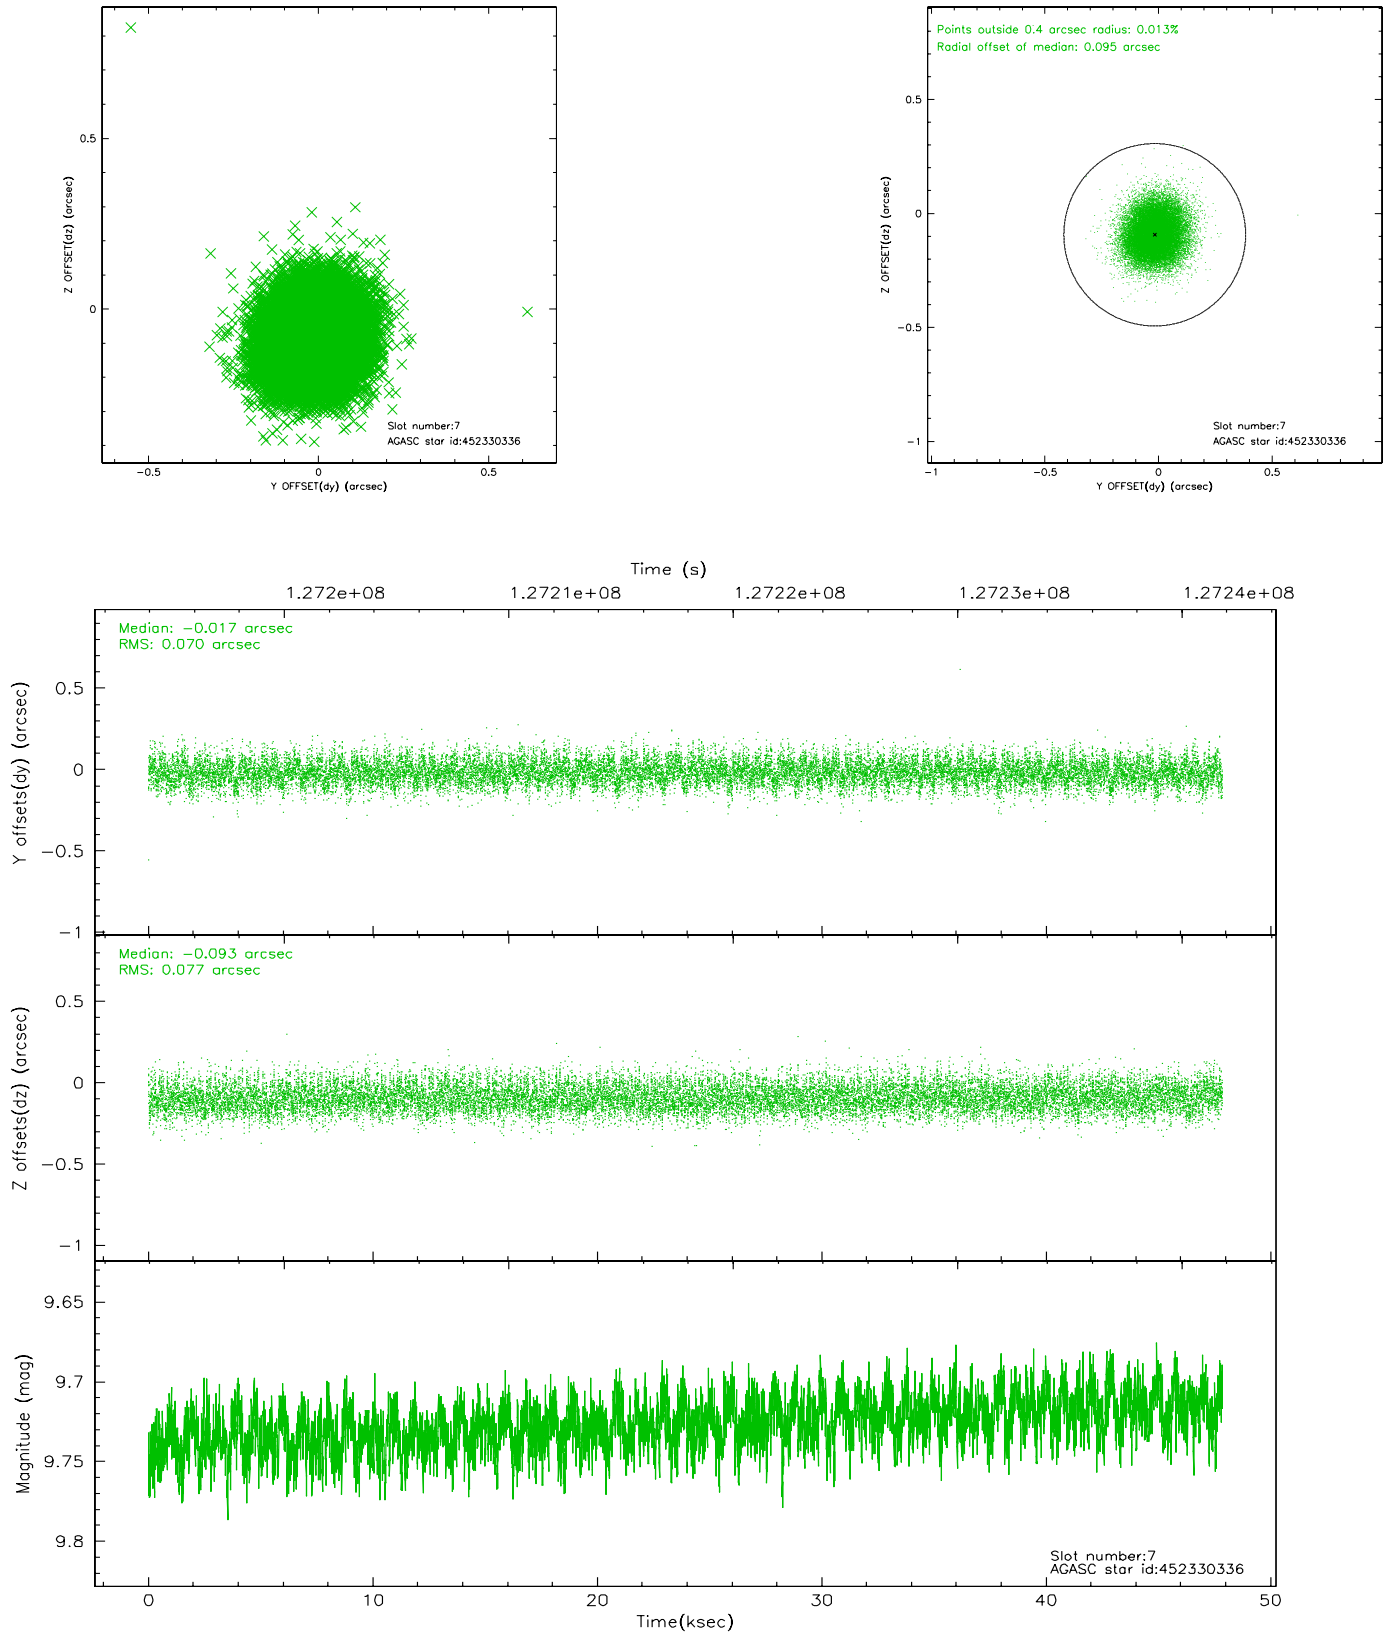 0.5
0
Z OFFSET(dz) (arcsec)
Slot number:7
AGASC star id:452330336
-0.5 0 0.5
Y OFFSET(dy) (arcsec)
Points outside 0.4 arcsec radius: 0.013%
Radial offset of median: 0.095 arcsec
0.5
0
-0.5
-1
Z OFFSET(dz) (arcsec)
Slot number:7
AGASC star id:452330336
-1 -0.5 0 0.5
Y OFFSET(dy) (arcsec)
Time (s)
1.272e+08 1.2721e+08 1.2722e+08 1.2723e+08 1.2724e+08
Median: -0.017 arcsec
RMS: 0.070 arcsec
0.5
0
-0.5
-1
Y offsets(dy) (arcsec)
Median: -0.093 arcsec
RMS: 0.077 arcsec
0.5
0
-0.5
-1
Z offsets(dz) (arcsec)
9.65
9.7
9.75
9.8
Magnitude (mag)
Slot number:7
AGASC star id:452330336
0 10 20 30 40 50
Time(ksec)